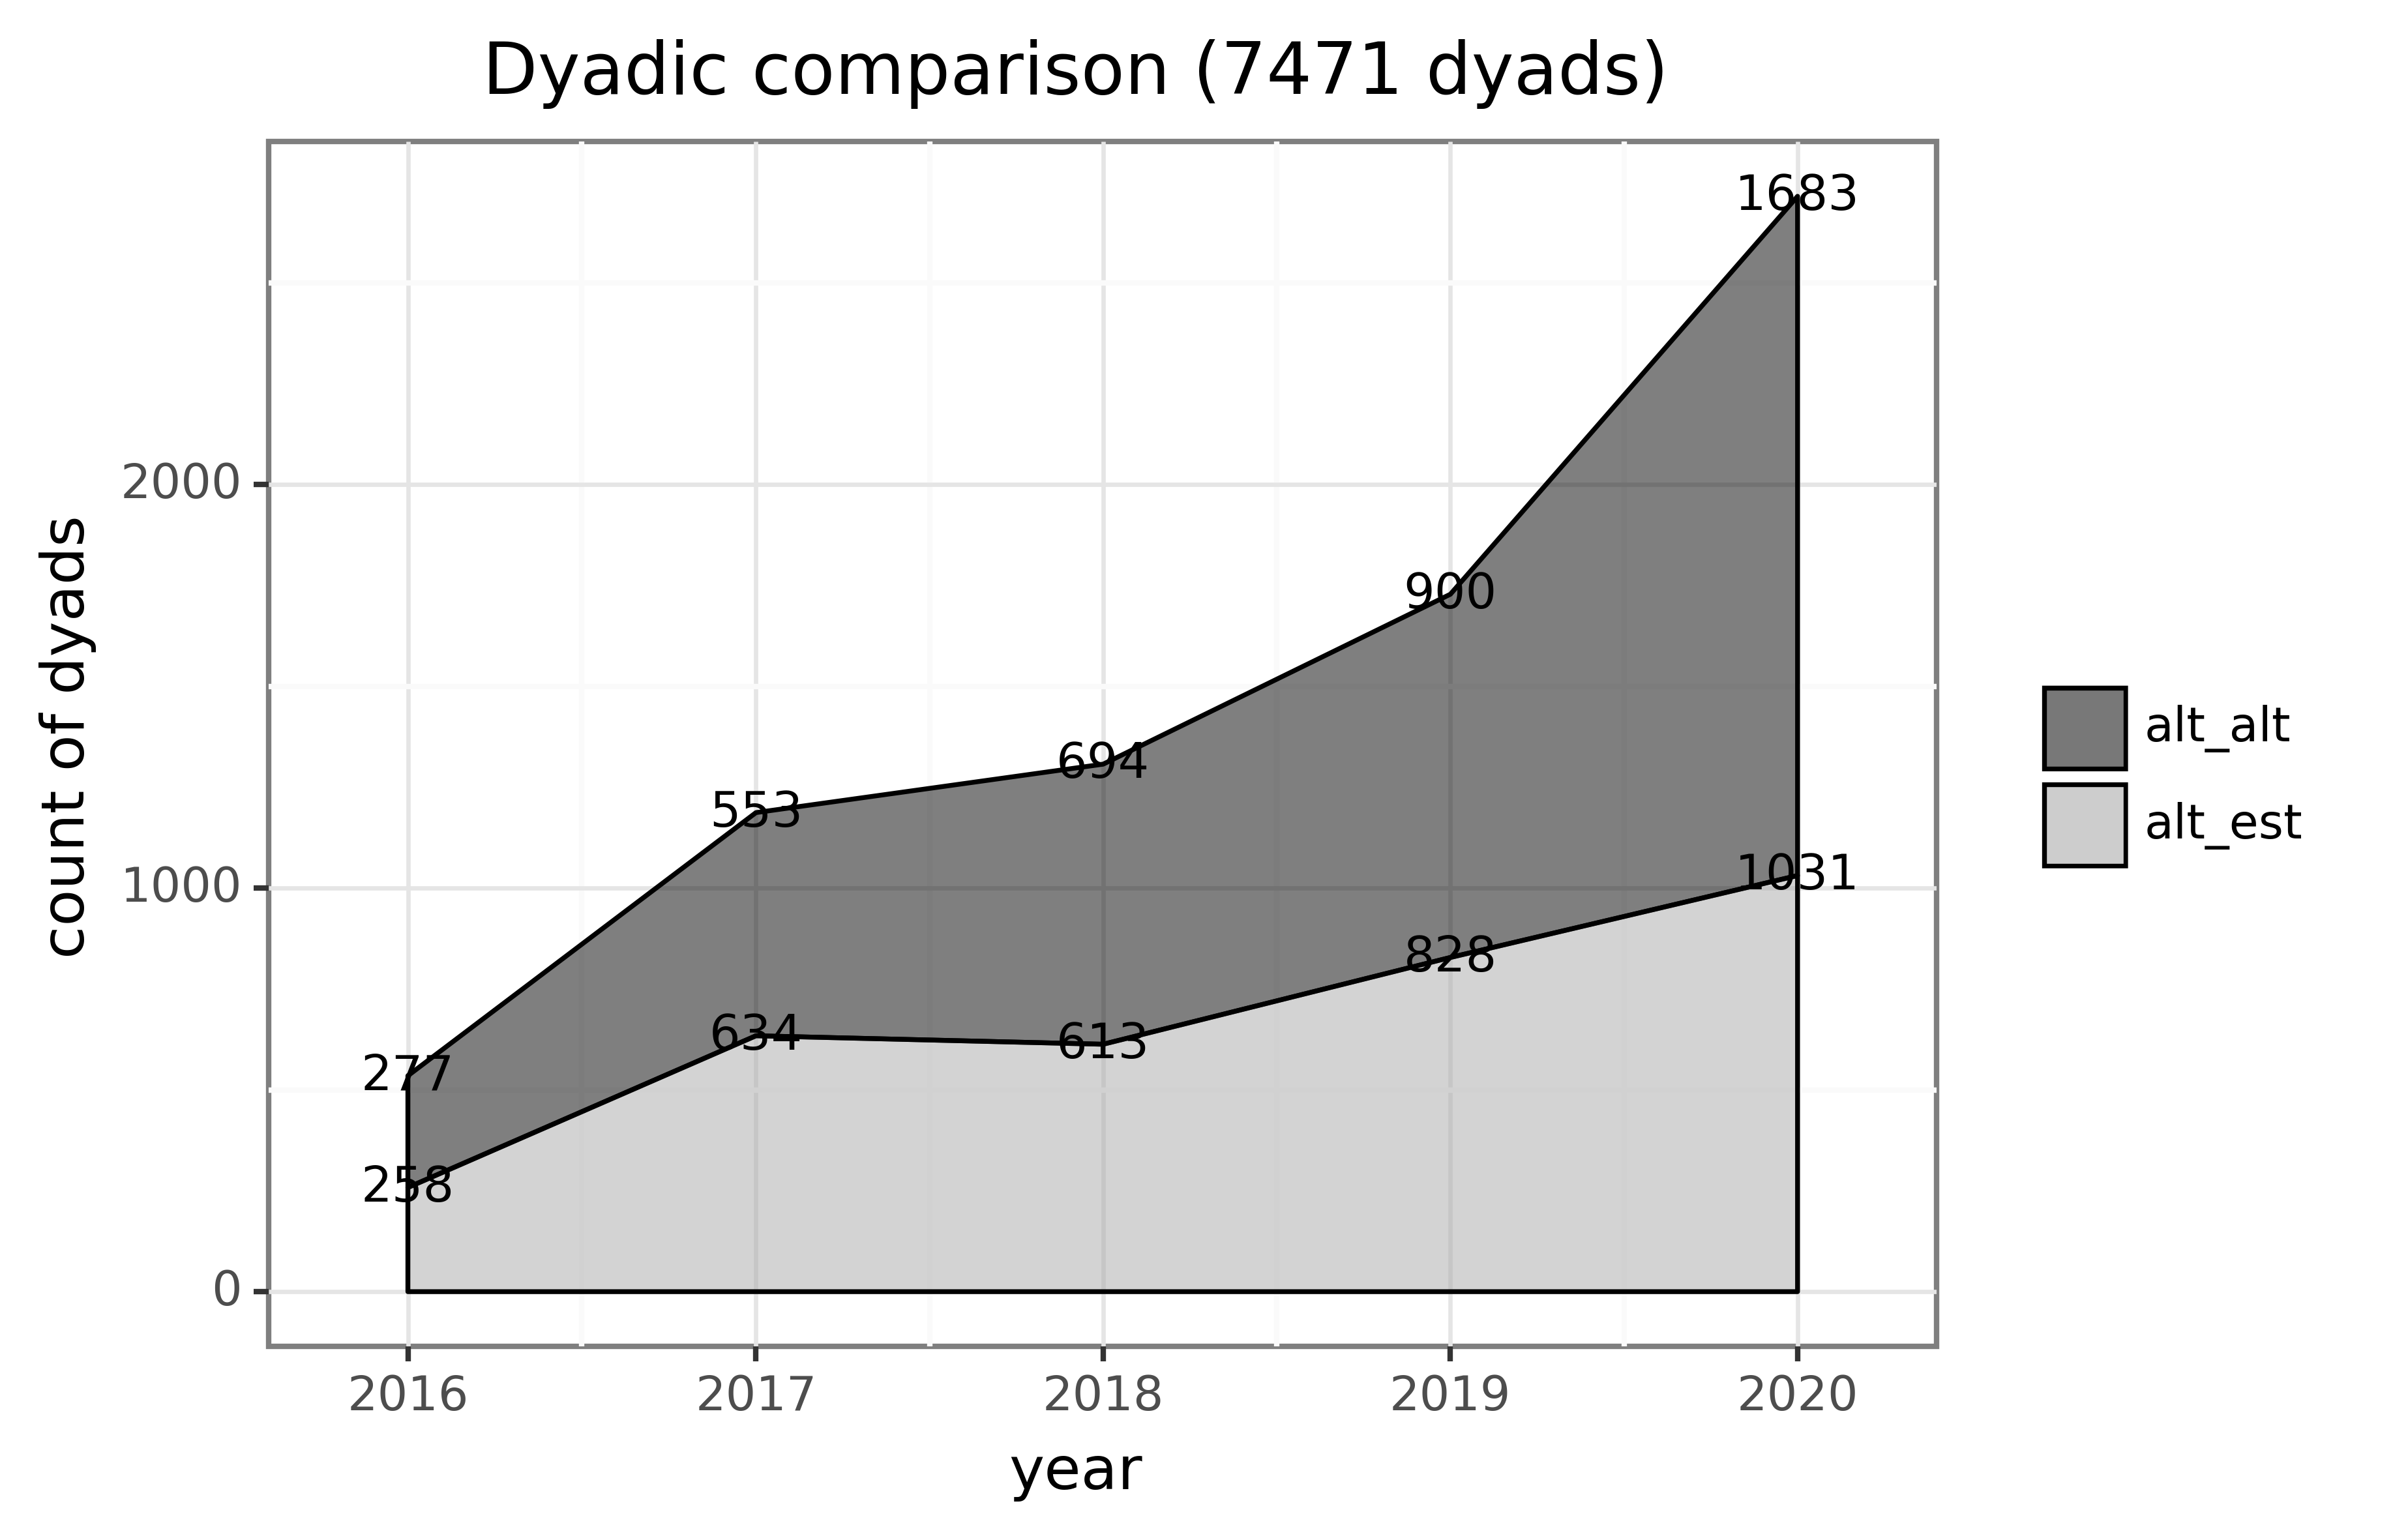 Dyadic comparison (7471 dyads)
count of dyads
2000
1000
0
1683
900
694
553
277
1031
828
613
634
258
alt_alt
alt_est
2016 2017 2018 2019 2020
year